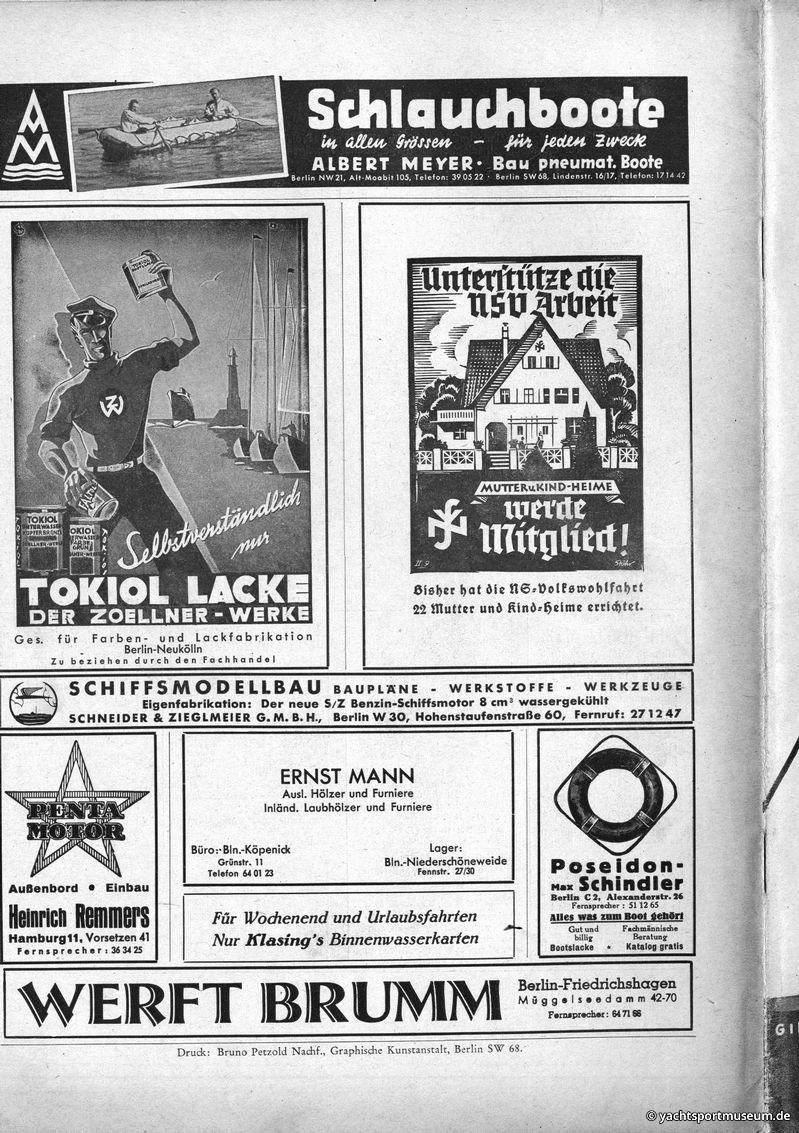 AM
Schlauchboote
in allen Grössen – für jeden Zweck
ALBERT MEYER · Bau pneumat. Boote
Berlin NW 21, Alt-Moabit 105, Telefon: 39 05 22 · Berlin SW 68, Lindenstr. 16/17, Telefon: 17 14 42
ZW
TOKIOL
Selbstverständlich
nur
TOKIOL LACKE
DER ZOELLNER-WERKE
Ges. für Farben- und Lackfabrikation
Berlin-Neukölln
Zu beziehen durch den Fachhandel
Unterstütze die
NSV Arbeit
MUTTER u. KIND-HEIME
werde
Mitglied!
II 9
Bisher hat die NS-Volkswohlfahrt
22 Mutter und Kind-Heime errichtet.
SCHIFFSMODELLBAU BAUPLÄNE - WERKSTOFFE - WERKZEUGE
Eigenfabrikation: Der neue S/Z Benzin-Schiffsmotor 8 cm³ wassergekühlt
SCHNEIDER & ZIEGLMEIER G.M.B.H., Berlin W 30, Hohenstaufenstraße 60, Fernruf: 27 12 47
PENTA
MOTOR
Außenbord • Einbau
Heinrich Remmers
Hamburg 11, Vorsetzen 41
Fernsprecher: 36 34 25
ERNST MANN
Ausl. Hölzer und Furniere
Inländ. Laubhölzer und Furniere
Büro: Bln.-Köpenick
Grünstr. 11
Telefon 64 01 23
Lager:
Bln.-Niederschöneweide
Fennstr. 27/30
Für Wochenend und Urlaubsfahrten
Nur Klasing's Binnenwasserkarten
Poseidon-
Max Schindler
Berlin C 2, Alexanderstr. 26
Fernsprecher: 51 12 65
Alles was zum Boot gehört
Gut und
billig
Fachmännische
Beratung
Bootslacke * Katalog gratis
WERFT BRUMM
Berlin-Friedrichshagen
Müggelseedamm 42-70
Fernsprecher: 64 71 66
Druck: Bruno Petzold Nachf., Graphische Kunstanstalt, Berlin SW 68.
GI
© yachtsportmuseum.de